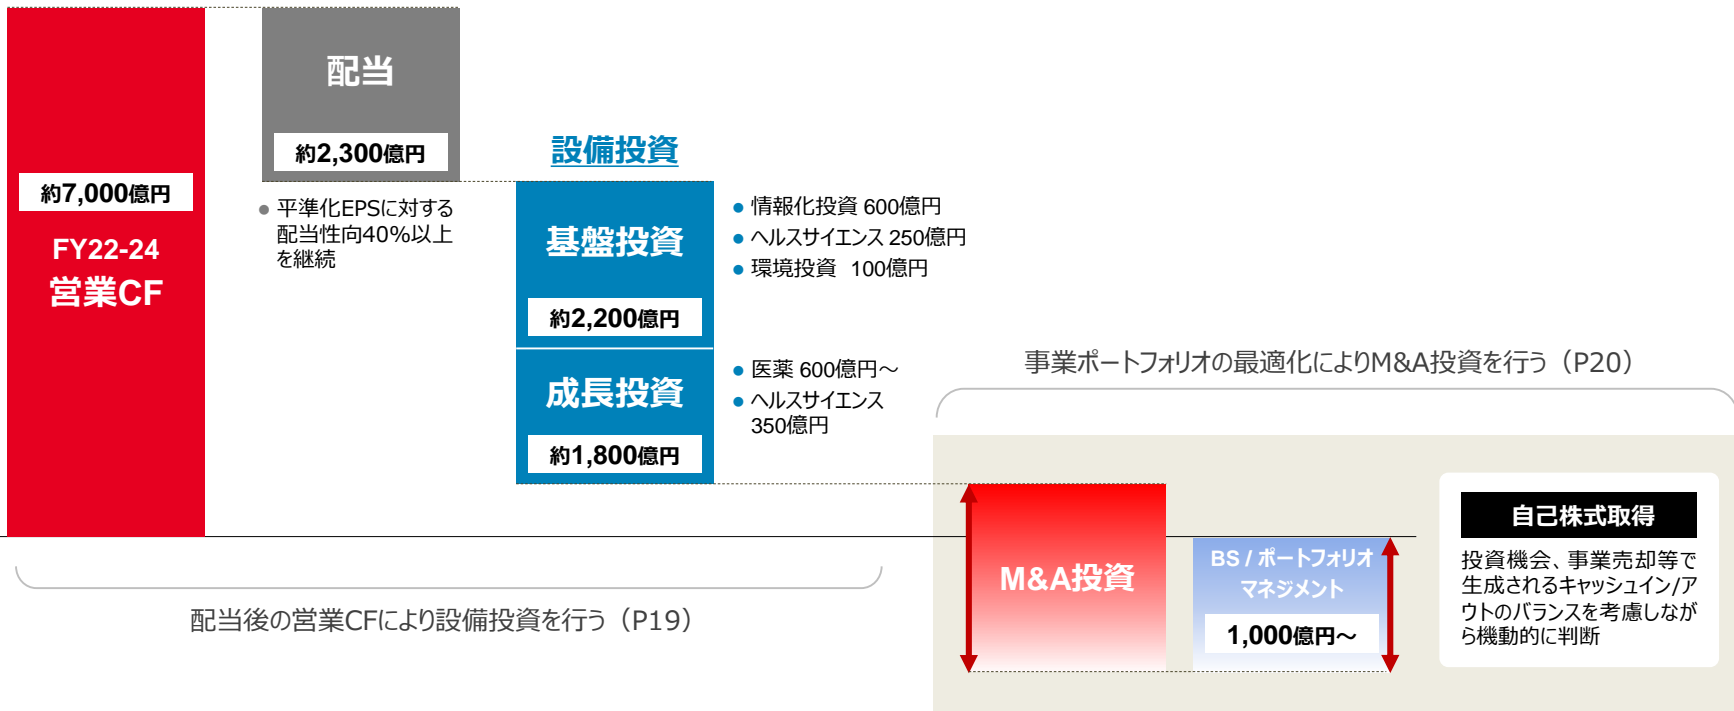 約7,000億円
FY22-24
営業CF
配当
約2,300億円
● 平準化EPSに対する
配当性向40%以上
を継続
設備投資
基盤投資
約2,200億円
● 情報化投資 600億円
● ヘルスサイエンス 250億円
● 環境投資 100億円
成長投資
約1,800億円
● 医薬 600億円～
● ヘルスサイエンス
350億円
配当後の営業CFにより設備投資を行う（P19）
事業ポートフォリオの最適化によりM&A投資を行う（P20）
M&A投資
BS / ポートフォリオ
マネジメント
1,000億円～
自己株式取得
投資機会、事業売却等で
生成されるキャッシュイン/ア
ウトのバランスを考慮しなが
ら機動的に判断